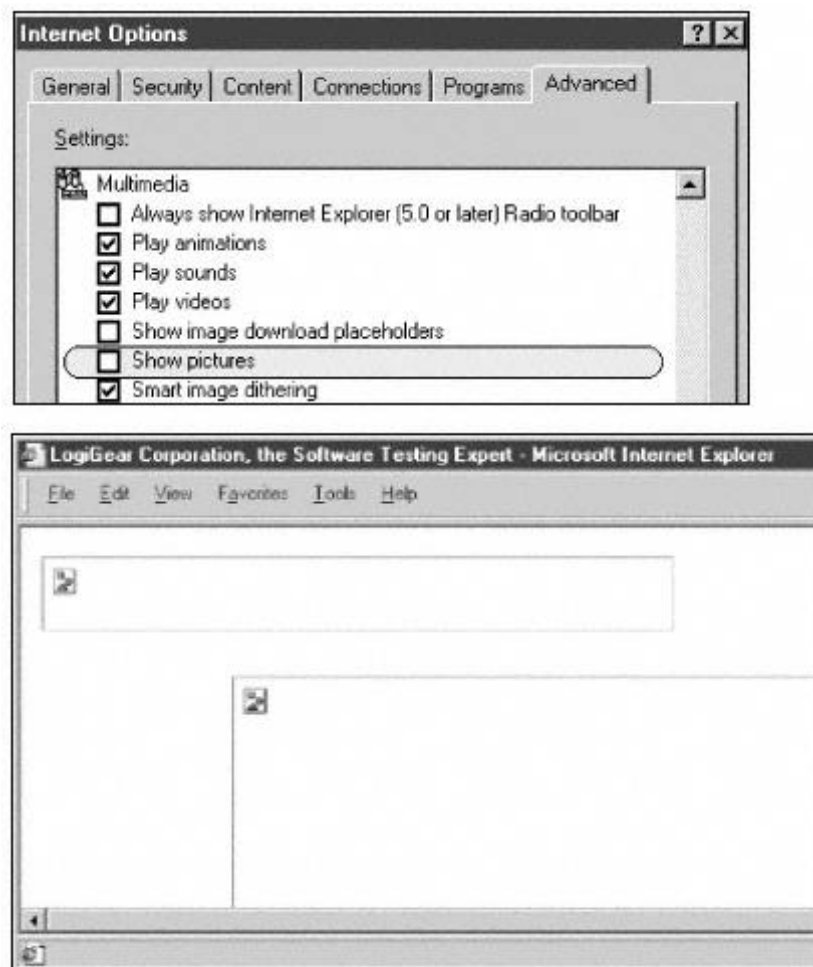 Internet Options
General Security Content Connections Programs Advanced
Settings:
Multimedia
Always show Internet Explorer (5.0 or later) Radio toolbar
Play animations
Play sounds
Play videos
Show image download placeholders
Show pictures
Smart image dithering
LogiGear Corporation, the Software Testing Expert - Microsoft Internet Explorer
File Edit View Favorites Tools Help